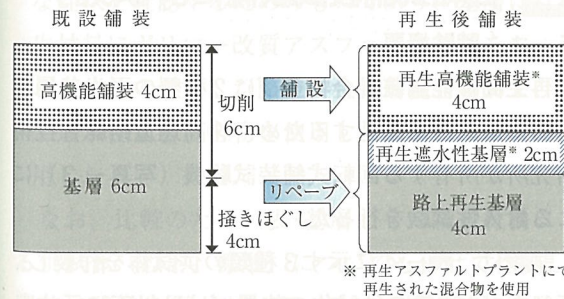 既設舗装
再生後舗装
高機能舗装 4cm
切削
6cm
舗設
再生高機能舗装※
4cm
再生遮水性基層※ 2cm
基層 6cm
掻きほぐし
4cm
リペーブ
路上再生基層
4cm
※ 再生アスファルトプラントにて
再生された混合物を使用